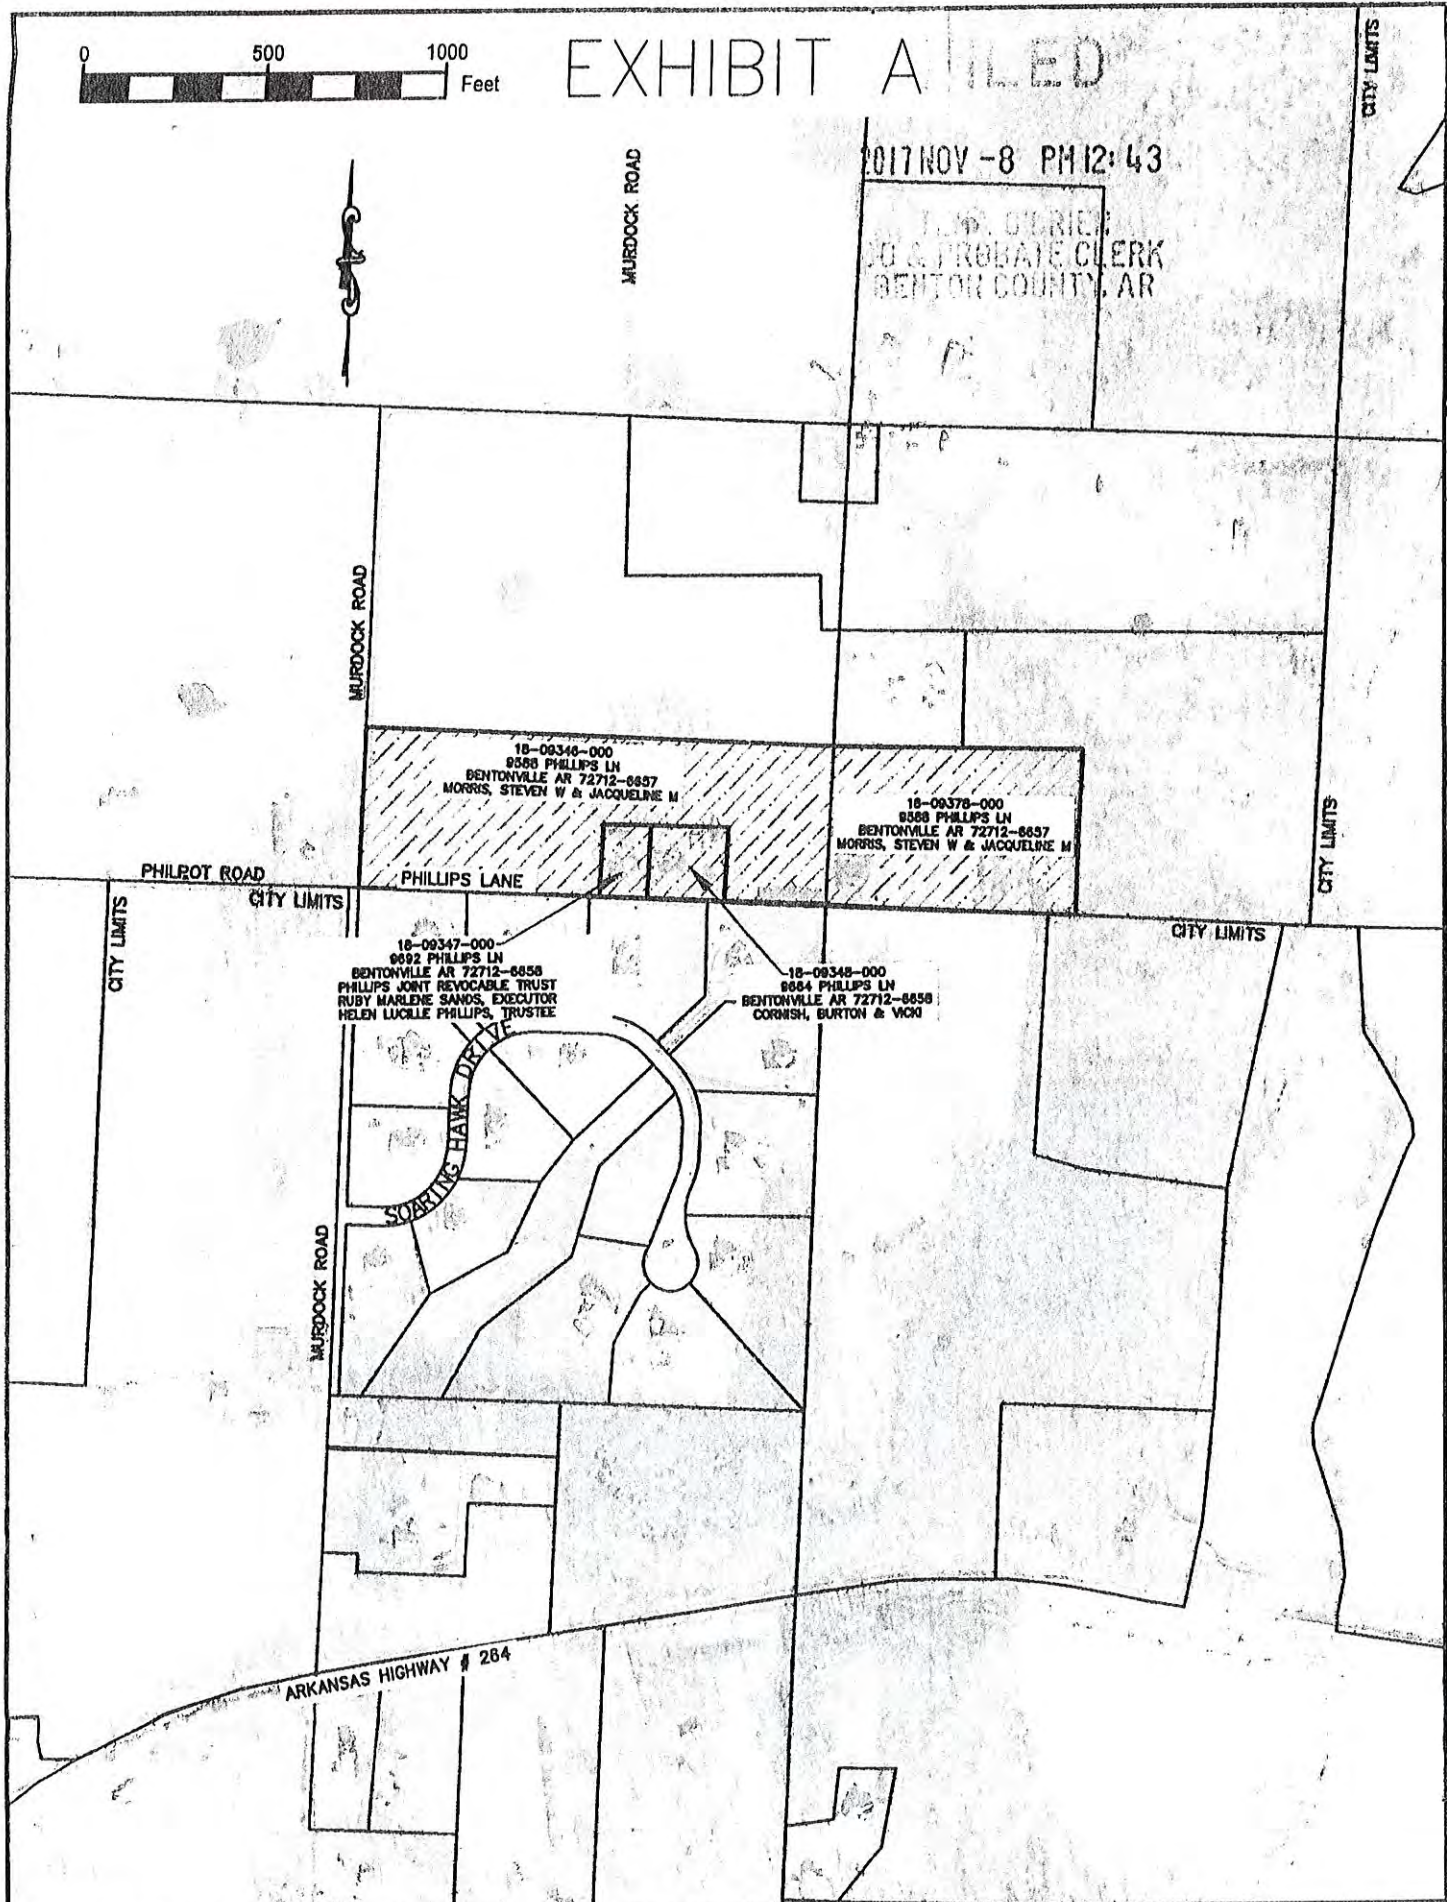 0 500 1000
Feet
EXHIBIT A
2017 NOV -8 PM 12:43
& PROBATE CLERK
BENTON COUNTY, AR
CITY LIMITS
MURDOCK ROAD
MURDOCK ROAD
18-09346-000
9588 PHILLIPS LN
BENTONVILLE AR 72712-6657
MORRIS, STEVEN W & JACQUELINE M
18-09378-000
9588 PHILLIPS LN
BENTONVILLE AR 72712-6657
MORRIS, STEVEN W & JACQUELINE M
CITY LIMITS
PHILPOT ROAD
CITY LIMITS
PHILLIPS LANE
CITY LIMITS
CITY LIMITS
18-09347-000
9692 PHILLIPS LN
BENTONVILLE AR 72712-6658
PHILLIPS JOINT REVOCABLE TRUST
RUBY MARLENE SANDS, EXECUTOR
HELEN LUCILLE PHILLIPS, TRUSTEE
18-09348-000
9664 PHILLIPS LN
BENTONVILLE AR 72712-6658
CORNISH, BURTON & VICKI
SOARING HAWK DRIVE
MURDOCK ROAD
ARKANSAS HIGHWAY # 264